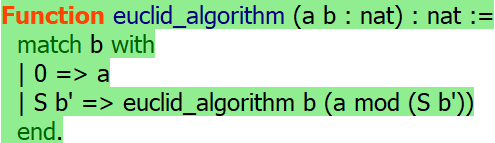 Function euclid_algorithm (a b : nat) : nat :=
match b with
| 0 => a
| S b' => euclid_algorithm b (a mod (S b'))
end.